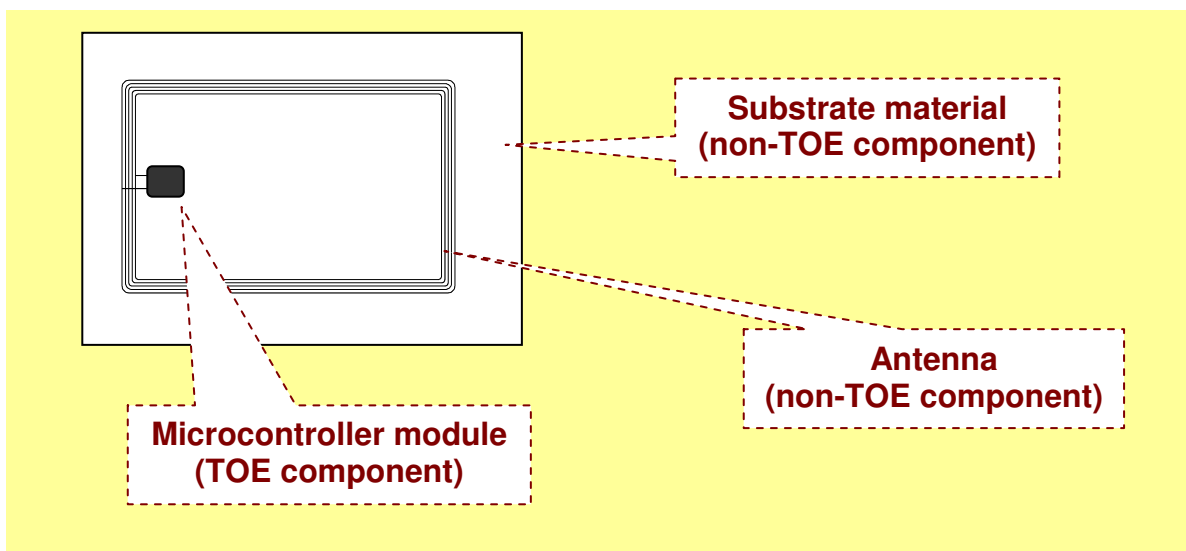 Substrate material
(non-TOE component)
Antenna
(non-TOE component)
Microcontroller module
(TOE component)